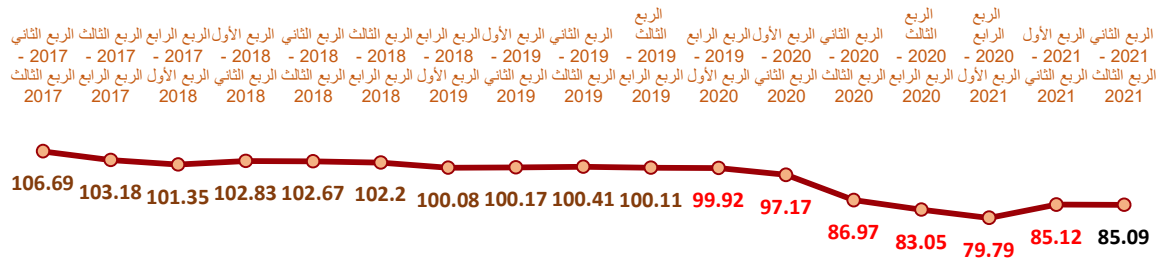 الربع الثاني
2017 -
الربع الثالث
2017
الربع الثالث
2017 -
الربع الرابع
2017
الربع الرابع
2017 -
الربع الأول
2018
الربع الأول
2018 -
الربع الثاني
2018
الربع الثاني
2018 -
الربع الثالث
2018
الربع الثالث
2018 -
الربع الرابع
2018
الربع الرابع
2018 -
الربع الأول
2019
الربع الأول
2019 -
الربع الثاني
2019
الربع الثاني
2019 -
الربع الثالث
2019
الربع
الثالث
2019 -
الربع الرابع
2019
الربع الرابع
2019 -
الربع الأول
2020
الربع الأول
2020 -
الربع الثاني
2020
الربع الثاني
2020 -
الربع الثالث
2020
الربع
الثالث
2020 -
الربع الرابع
2020
الربع
الرابع
2020 -
الربع الأول
2021
الربع الأول
2021 -
الربع الثاني
2021
الربع الثاني
2021 -
الربع الثالث
2021
106.69
103.18
101.35
102.83
102.67
102.2
100.08
100.17
100.41
100.11
99.92
97.17
86.97
83.05
79.79
85.12
85.09